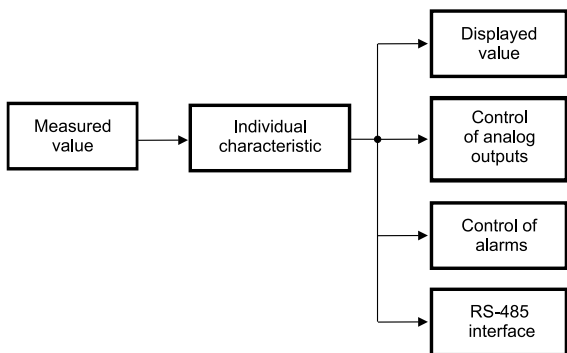 Measured
value
Individual
characteristic
Displayed
value
Control
of analog
outputs
Control of
alarms
RS-485
interface